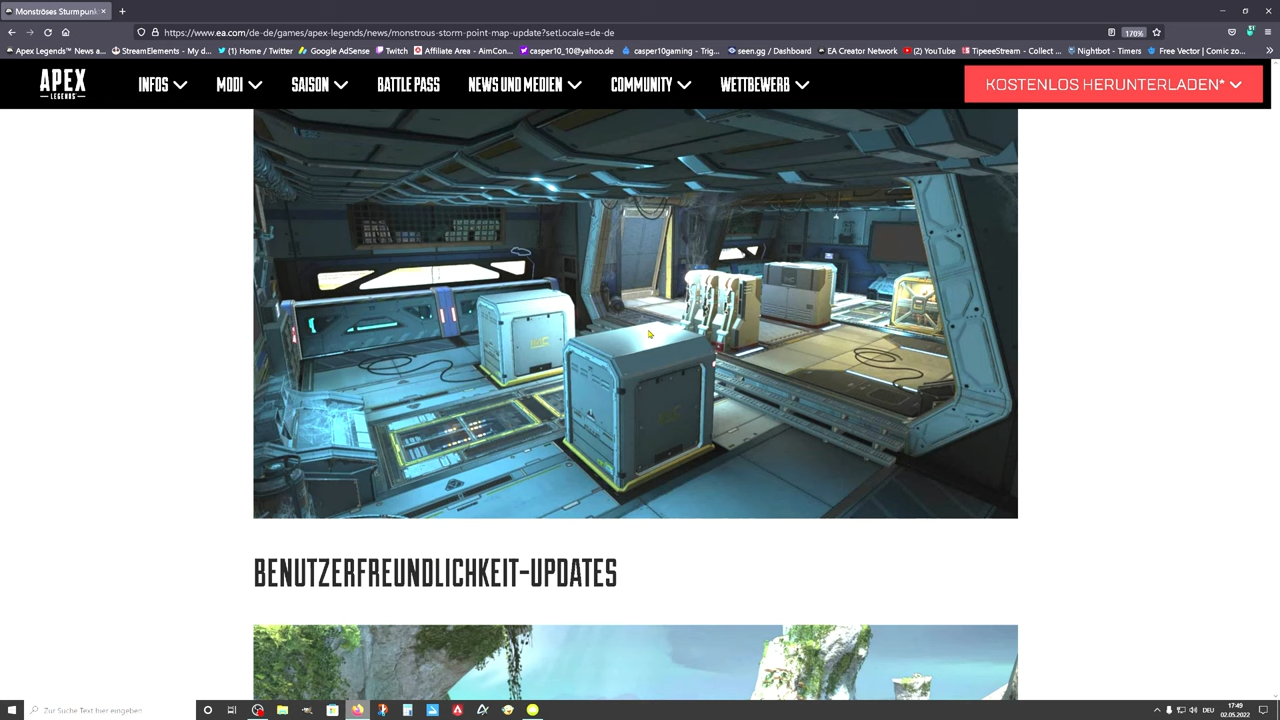 Monströses Sturmpunk
https://www.ea.com/de-de/games/apex-legends/news/monstrous-storm-point-map-update?setLocale=de-de
170%
Apex Legends™ News a...
StreamElements - My d...
(1) Home / Twitter
Google AdSense
Twitch
Affiliate Area - AimCon...
casper10_10@yahoo.de
casper10gaming - Trig...
seen.gg / Dashboard
EA Creator Network
(2) YouTube
TipeeeStream - Collect ...
Nightbot - Timers
Free Vector | Comic zo...
APEX
LEGENDS
INFOS
MODI
SAISON
BATTLE PASS
NEWS UND MEDIEN
COMMUNITY
WETTBEWERB
KOSTENLOS HERUNTERLADEN*
BENUTZERFREUNDLICHKEIT-UPDATES
Zur Suche Text hier eingeben
DEU
17:49
02.05.2022